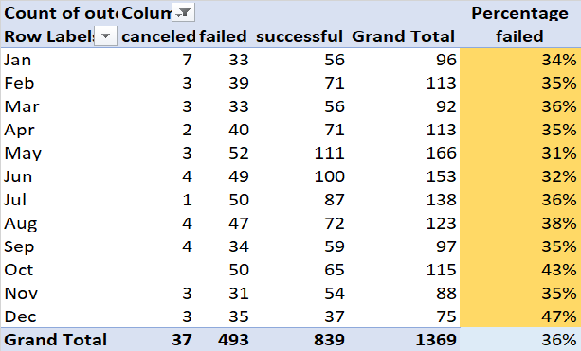 Count of outc Colum Percentage
Row Labels canceled failed successful Grand Total failed
Jan 7 33 56 96 34%
Feb 3 39 71 113 35%
Mar 3 33 56 92 36%
Apr 2 40 71 113 35%
May 3 52 111 166 31%
Jun 4 49 100 153 32%
Jul 1 50 87 138 36%
Aug 4 47 72 123 38%
Sep 4 34 59 97 35%
Oct 50 65 115 43%
Nov 3 31 54 88 35%
Dec 3 35 37 75 47%
Grand Total 37 493 839 1369 36%